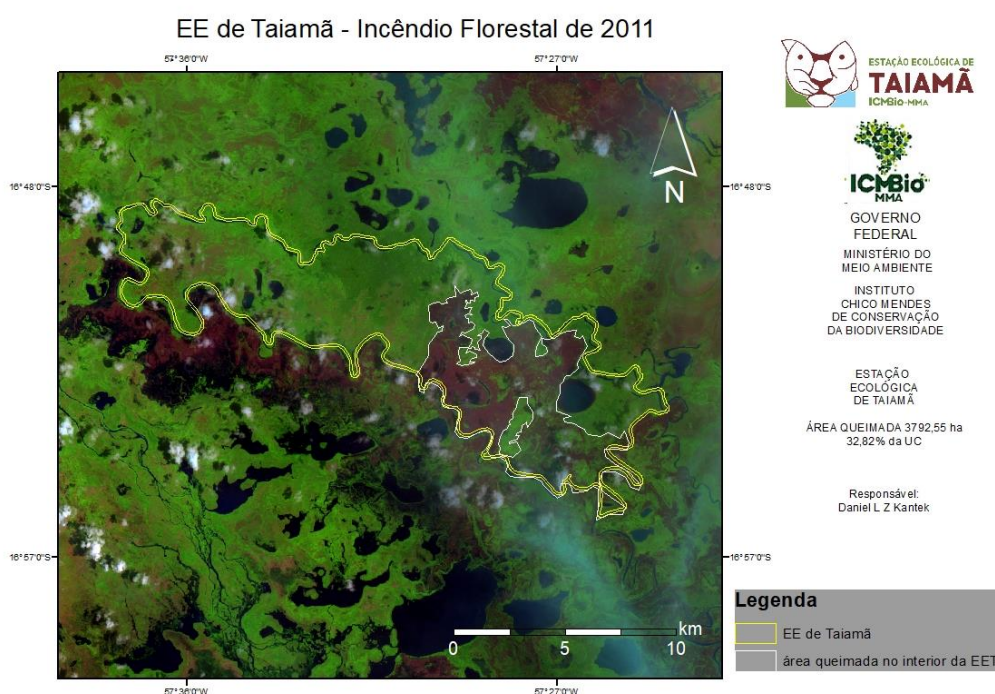 EE de Taiamã - Incêndio Florestal de 2011
57°36'0"W
57°27'0"W
16°48'0"S
16°48'0"S
N
16°57'0"S
16°57'0"S
km
0
5
10
57°36'0"W
57°27'0"W
ESTAÇÃO ECOLÓGICA DE
TAIAMÃ
ICMBio-MMA
ICMBio
MMA
GOVERNO
FEDERAL
MINISTÉRIO DO
MEIO AMBIENTE
INSTITUTO
CHICO MENDES
DE CONSERVAÇÃO
DA BIODIVERSIDADE
ESTAÇÃO
ECOLÓGICA
DE TAIAMÃ
ÁREA QUEIMADA 3792,55 ha
32,82% da UC
Responsável:
Daniel L Z Kantek
Legenda
EE de Taiamã
área queimada no interior da EET